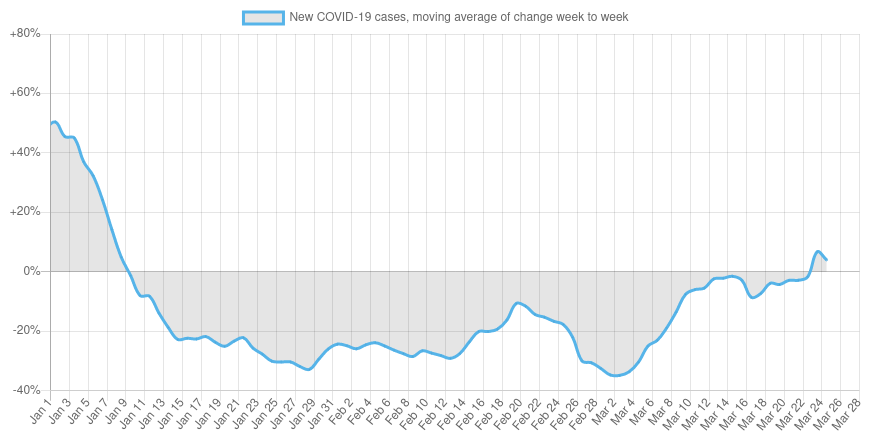 New COVID-19 cases, moving average of change week to week
+80%
+60%
+40%
+20%
0%
-20%
-40%
Jan 1
Jan 3
Jan 5
Jan 7
Jan 9
Jan 11
Jan 13
Jan 15
Jan 17
Jan 19
Jan 21
Jan 23
Jan 25
Jan 27
Jan 29
Jan 31
Feb 2
Feb 4
Feb 6
Feb 8
Feb 10
Feb 12
Feb 14
Feb 16
Feb 18
Feb 20
Feb 22
Feb 24
Feb 26
Feb 28
Mar 2
Mar 4
Mar 6
Mar 8
Mar 10
Mar 12
Mar 14
Mar 16
Mar 18
Mar 20
Mar 22
Mar 24
Mar 26
Mar 28